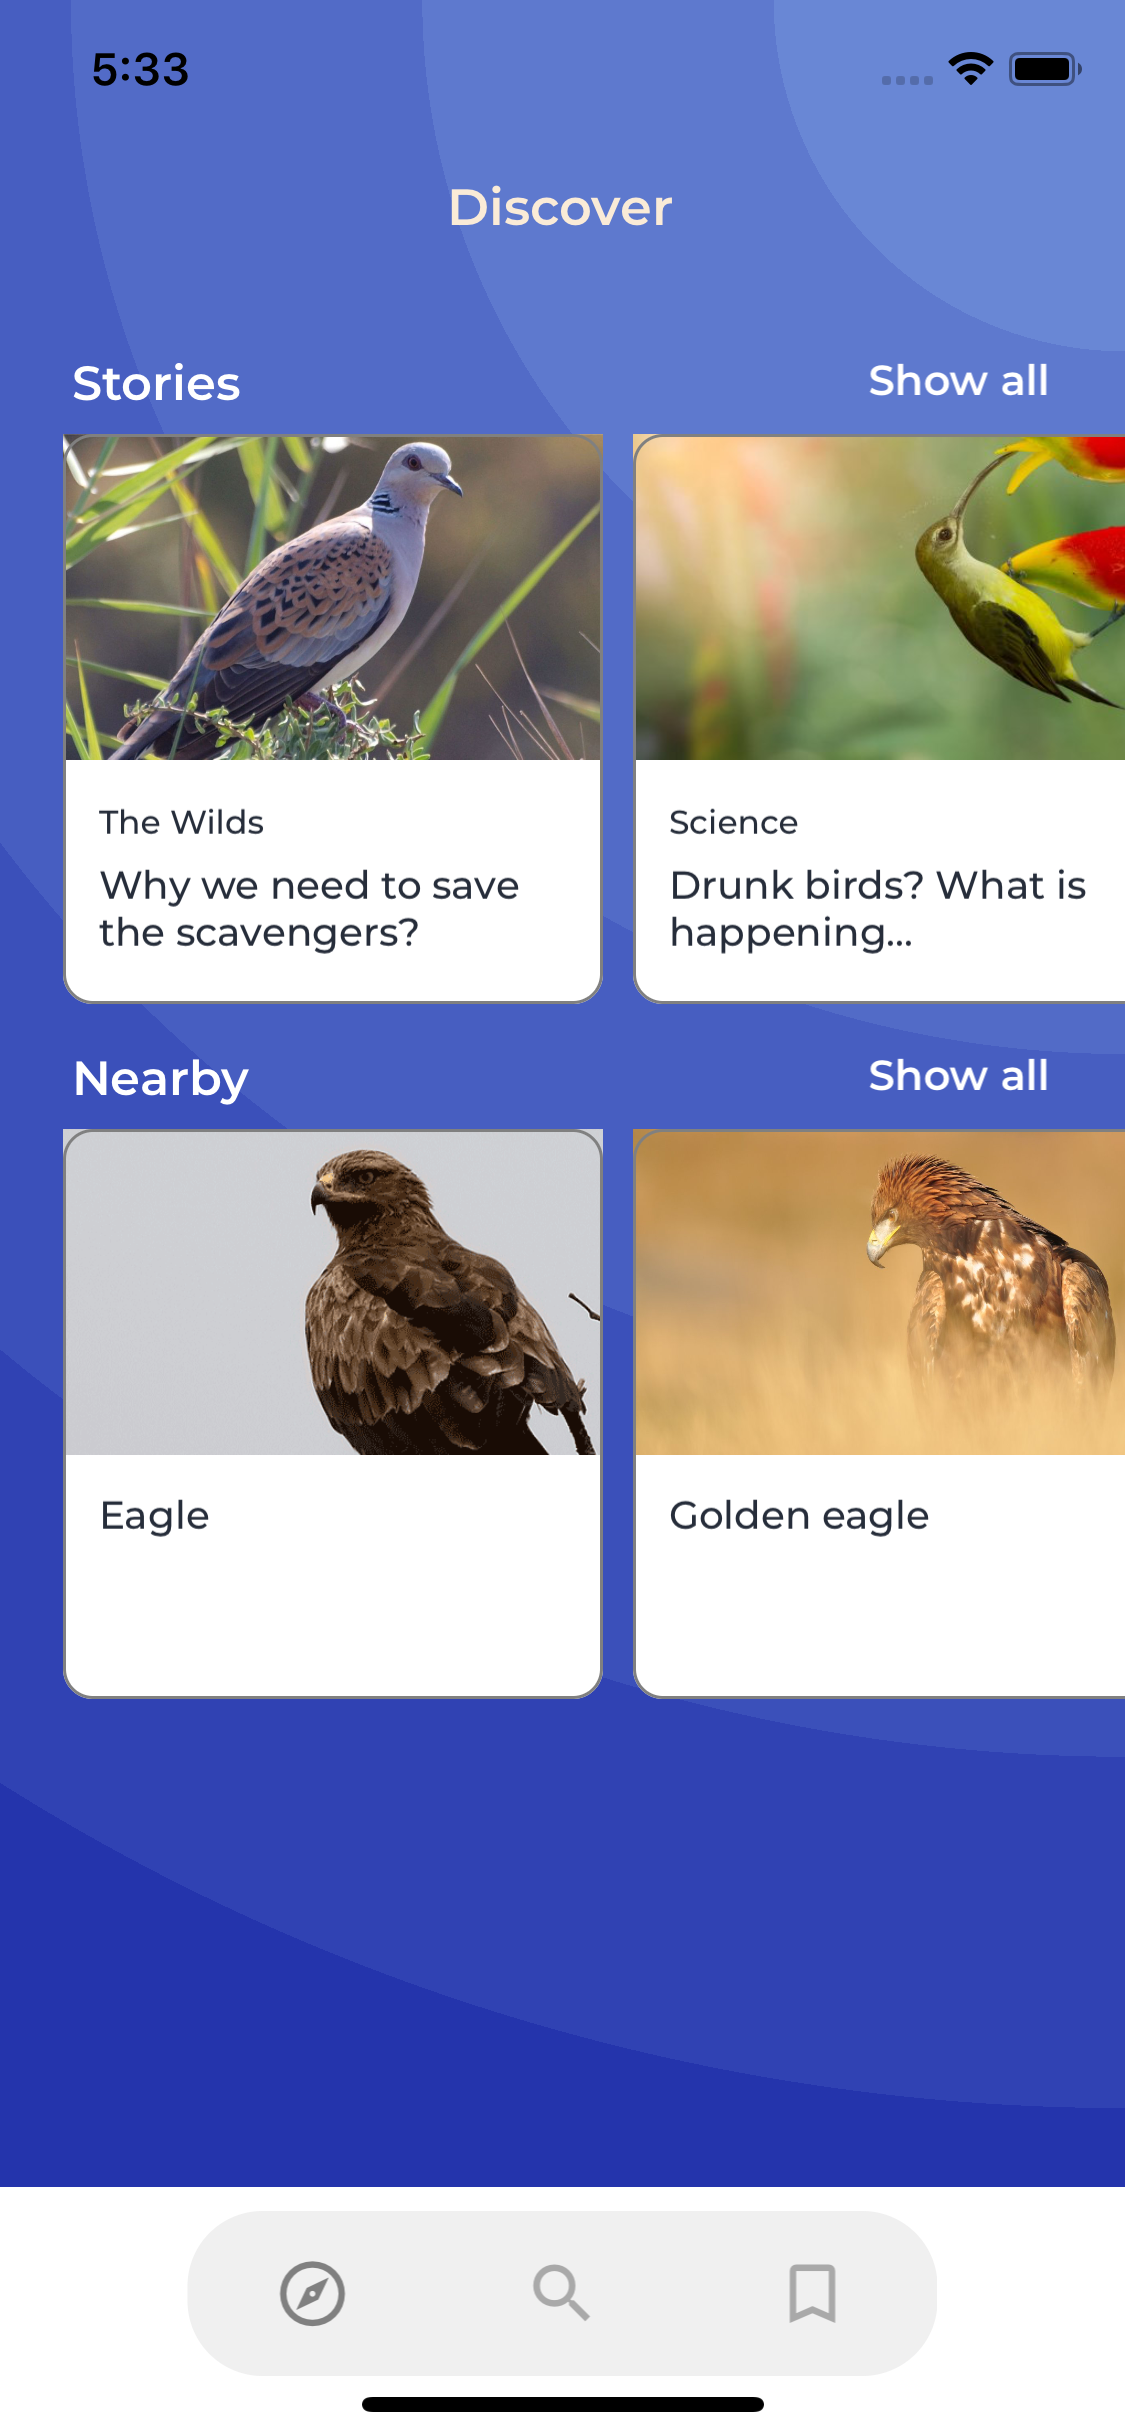 5:33
Discover
Stories
Show all
The Wilds
Why we need to save
the scavengers?
Science
Drunk birds? What is
happening...
Nearby
Show all
Eagle
Golden eagle